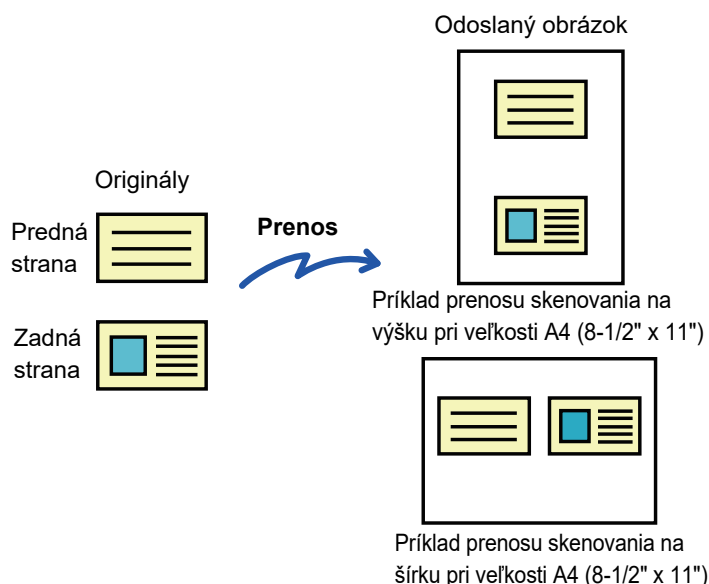 Odoslaný obrázok
Originály
Predná
strana
Prenos
Zadná
strana
Príklad prenosu skenovania na
výšku pri veľkosti A4 (8-1/2" x 11")
Príklad prenosu skenovania na
šírku pri veľkosti A4 (8-1/2" x 11")